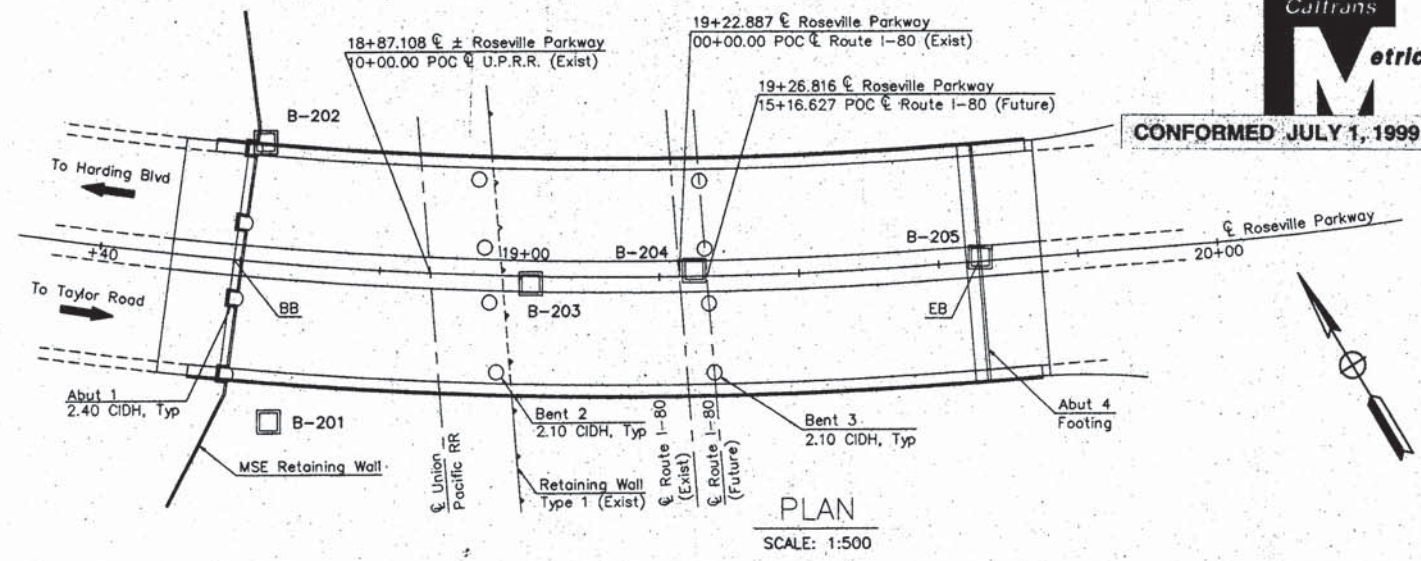 Caltrans
Metric
CONFORMED JULY 1, 1999
19+22.887 ℄ Roseville Parkway
00+00.00 POC ℄ Route I-80 (Exist)
18+87.108 ℄ ± Roseville Parkway
10+00.00 POC ℄ U.P.R.R. (Exist)
19+26.816 ℄ Roseville Parkway
15+16.627 POC ℄ Route I-80 (Future)
B-202
To Harding Blvd
+40
19+00
B-204
B-205
℄ Roseville Parkway
20+00
To Taylor Road
BB
B-203
EB
Abut 1
2.40 CIDH, Typ
B-201
MSE Retaining Wall
℄ Union
Pacific RR
Bent 2
2.10 CIDH, Typ
Retaining Wall
Type 1 (Exist)
℄ Route I-80
(Exist)
℄ Route I-80
(Future)
Bent 3
2.10 CIDH, Typ
Abut 4
Footing
PLAN
SCALE: 1:500